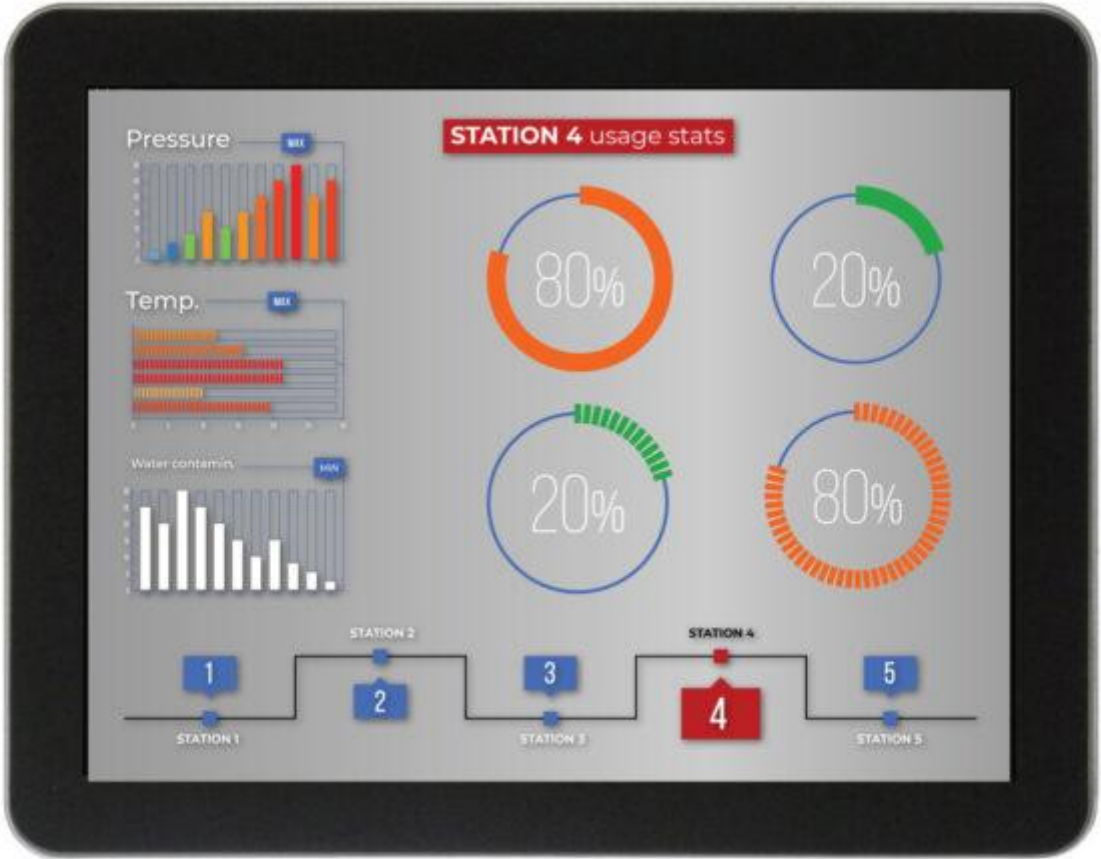 STATION 4 usage stats
Pressure
MAX
80%
20%
Temp.
MAX
Water contamin.
MIN
20%
80%
STATION 2
STATION 4
1
2
3
4
5
STATION 1
STATION 3
STATION 5